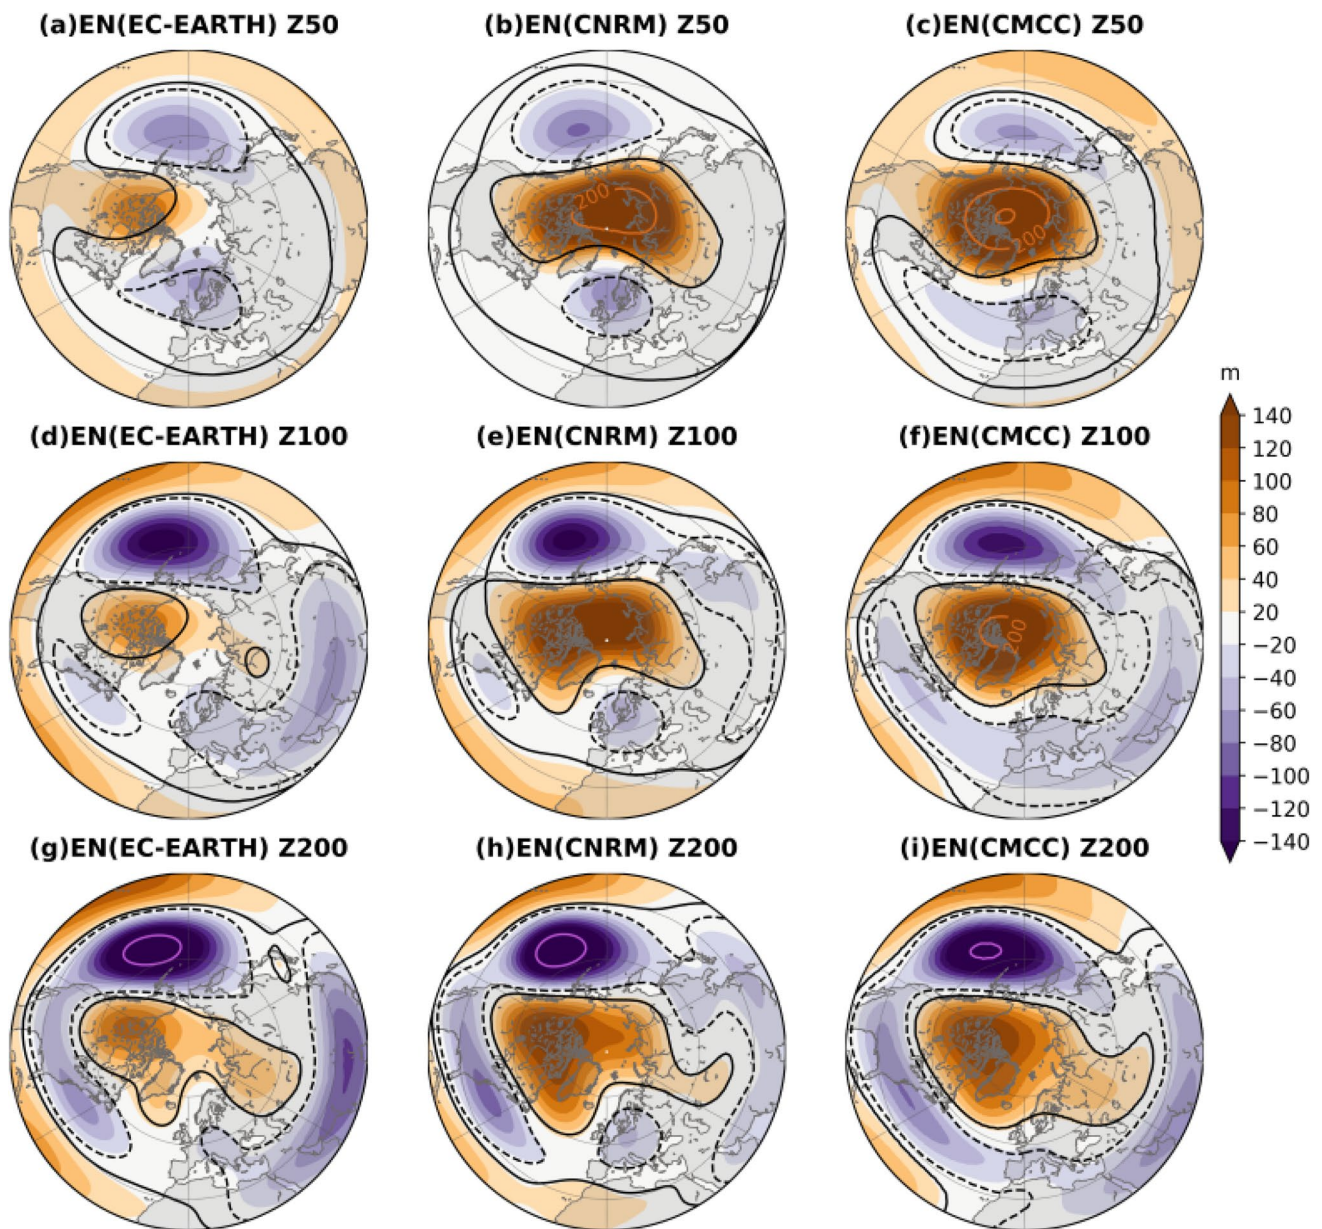 (a)EN(EC-EARTH) Z50
(b)EN(CNRM) Z50
(c)EN(CMCC) Z50
200
200
m
(d)EN(EC-EARTH) Z100
(e)EN(CNRM) Z100
(f)EN(CMCC) Z100
140
120
100
80
60
40
20
−20
−40
−60
−80
−100
−120
−140
200
(g)EN(EC-EARTH) Z200
(h)EN(CNRM) Z200
(i)EN(CMCC) Z200